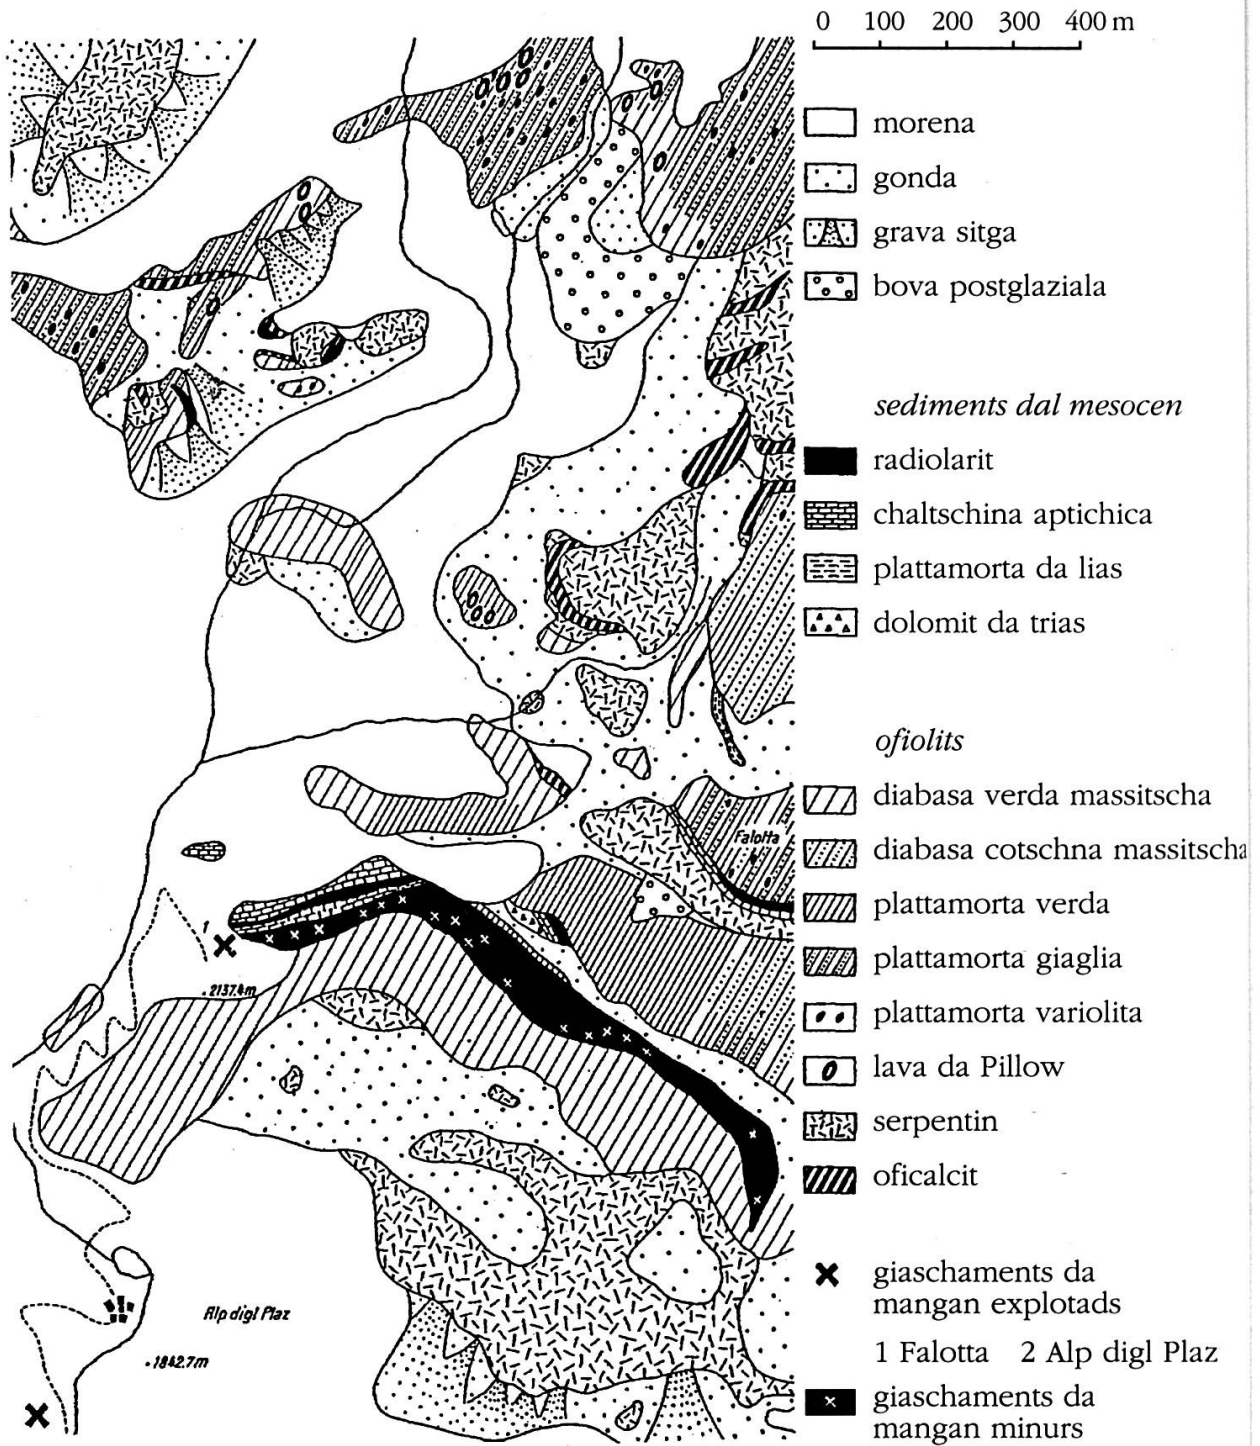 0 100 200 300 400 m
morena
gonda
grava sitga
bova postglaziala
sediments dal mesocen
radiolarit
chaltschina aptichica
plattamorta da lias
dolomit da trias
ofiolits
diabasa verda massitscha
diabasa cotschna massitscha
plattamorta verda
plattamorta giaglia
plattamorta variolita
lava da Pillow
serpentin
oficalcit
giaschaments da
mangan explotads
1 Falotta 2 Alp digl Plaz
giaschaments da
mangan minurs
Falotta
1
2137.4m
Alp digl Plaz
1842.7m